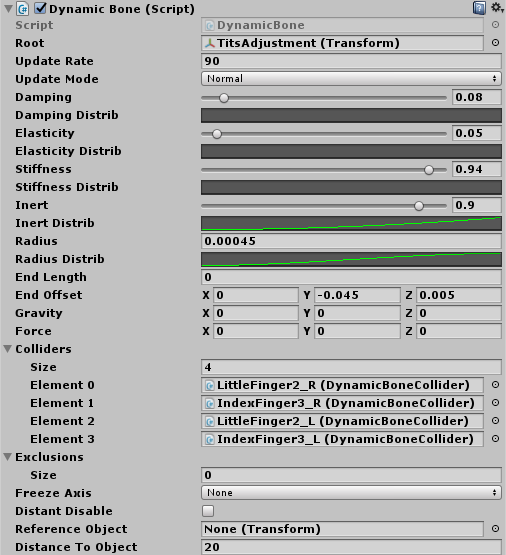 Dynamic Bone (Script)
Script DynamicBone
Root TitsAdjustment (Transform)
Update Rate 90
Update Mode Normal
Damping 0.08
Damping Distrib
Elasticity 0.05
Elasticity Distrib
Stiffness 0.94
Stiffness Distrib
Inert 0.9
Inert Distrib
Radius 0.00045
Radius Distrib
End Length 0
End Offset X 0 Y -0.045 Z 0.005
Gravity X 0 Y 0 Z 0
Force X 0 Y 0 Z 0
Colliders
Size 4
Element 0 LittleFinger2_R (DynamicBoneCollider)
Element 1 IndexFinger3_R (DynamicBoneCollider)
Element 2 LittleFinger2_L (DynamicBoneCollider)
Element 3 IndexFinger3_L (DynamicBoneCollider)
Exclusions
Size 0
Freeze Axis None
Distant Disable
Reference Object None (Transform)
Distance To Object 20